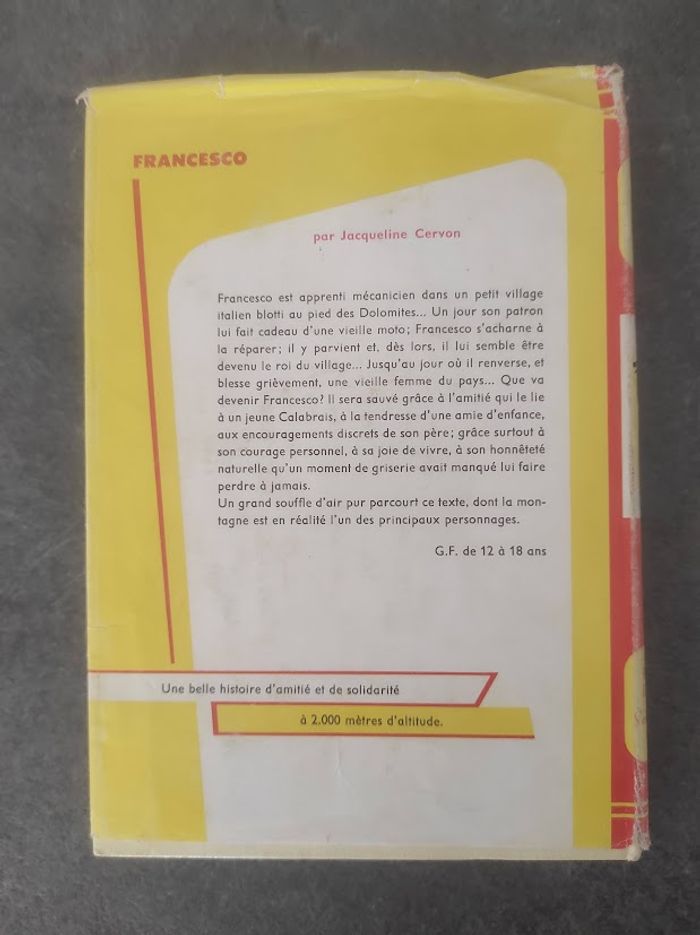 FRANCESCO
par Jacqueline Cervon
Francesco est apprenti mécanicien dans un petit village
italien blotti au pied des Dolomites... Un jour son patron
lui fait cadeau d'une vieille moto; Francesco s'acharne à
la réparer; il y parvient et, dès lors, il lui semble être
devenu le roi du village... Jusqu'au jour où il renverse, et
blesse grièvement, une vieille femme du pays... Que va
devenir Francesco? Il sera sauvé grâce à l'amitié qui le lie
à un jeune Calabrais, à la tendresse d'une amie d'enfance,
aux encouragements discrets de son père; grâce surtout à
son courage personnel, à sa joie de vivre, à son honnêteté
naturelle qu'un moment de griserie avait manqué lui faire
perdre à jamais.
Un grand souffle d'air pur parcourt ce texte, dont la mon-
tagne est en réalité l'un des principaux personnages.
G.F. de 12 à 18 ans
Une belle histoire d'amitié et de solidarité
à 2.000 mètres d'altitude.